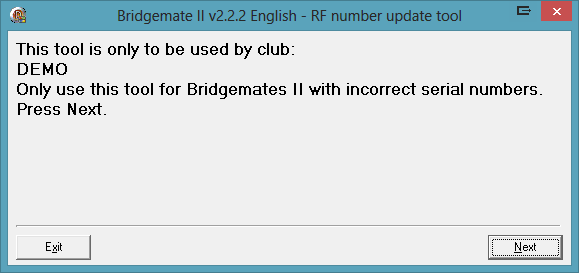 Bridgemate II v2.2.2 English - RF number update tool
This tool is only to be used by club:
DEMO
Only use this tool for Bridgemates II with incorrect serial numbers.
Press Next.
Exit
Next